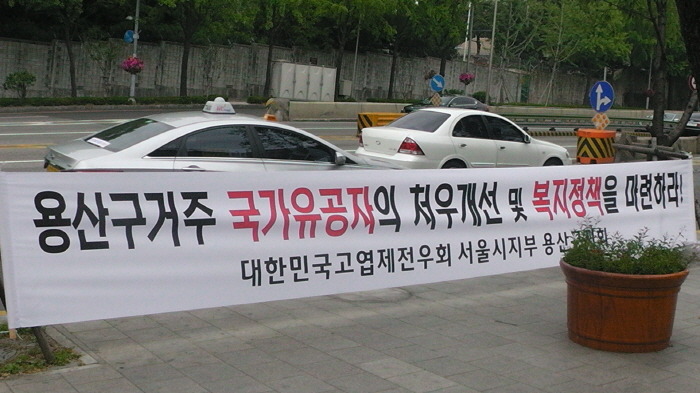 용산구거주 국가유공자의 처우개선 및 복지정책을 마련하라!
대한민국고엽제전우회 서울시지부 용산